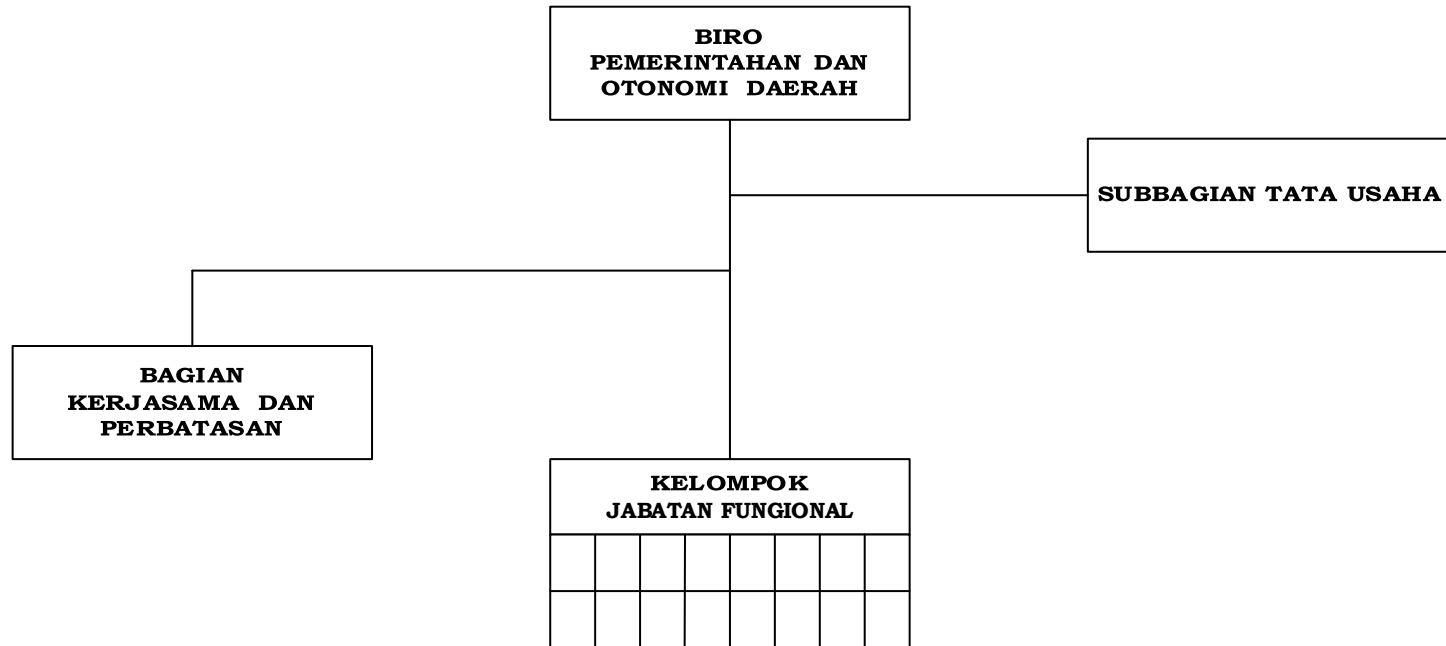 BIRO
PEMERINTAHAN DAN
OTONOMI DAERAH
SUBBAGIAN TATA USAHA
BAGIAN
KERJASAMA DAN
PERBATASAN
KELOMPOK
JABATAN FUNGIONAL